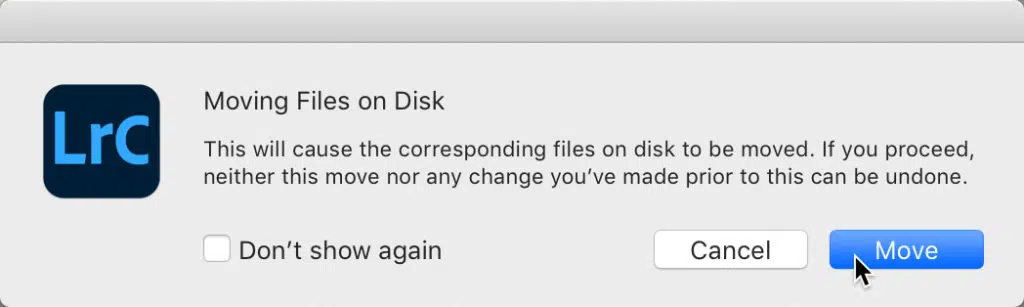 LrC
Moving Files on Disk
This will cause the corresponding files on disk to be moved. If you proceed,
neither this move nor any change you’ve made prior to this can be undone.
Don’t show again
Cancel
Move